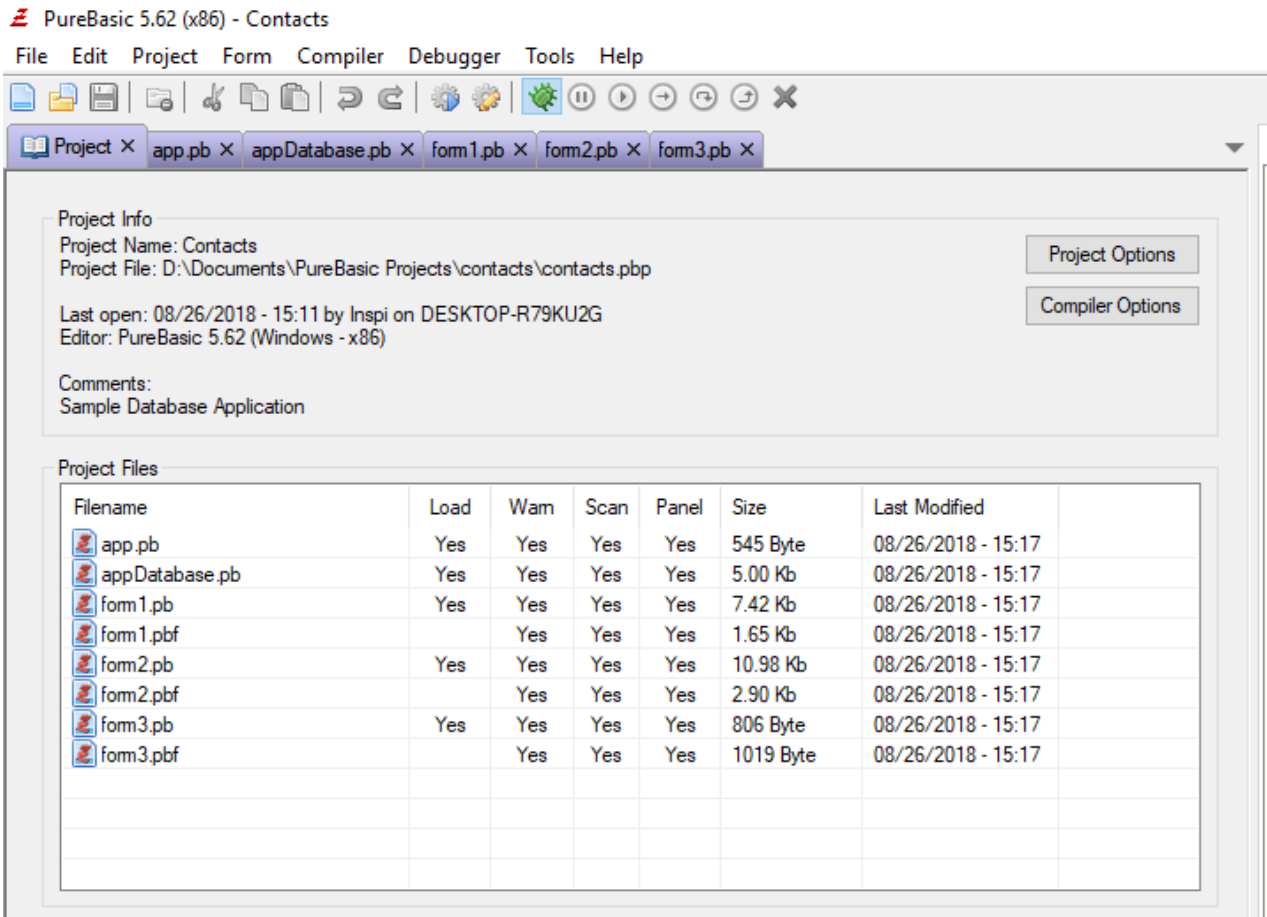 PureBasic 5.62 (x86) - Contacts
File Edit Project Form Compiler Debugger Tools Help
Project app.pb appDatabase.pb form1.pb form2.pb form3.pb
Project Info
Project Name: Contacts
Project File: D:\Documents\PureBasic Projects\contacts\contacts.pbp
Project Options
Last open: 08/26/2018 - 15:11 by Inspi on DESKTOP-R79KU2G
Compiler Options
Editor: PureBasic 5.62 (Windows - x86)
Comments:
Sample Database Application
Project Files
Filename Load Warn Scan Panel Size Last Modified
app.pb Yes Yes Yes Yes 545 Byte 08/26/2018 - 15:17
appDatabase.pb Yes Yes Yes Yes 5.00 Kb 08/26/2018 - 15:17
form1.pb Yes Yes Yes Yes 7.42 Kb 08/26/2018 - 15:17
form1.pbf Yes Yes Yes 1.65 Kb 08/26/2018 - 15:17
form2.pb Yes Yes Yes Yes 10.98 Kb 08/26/2018 - 15:17
form2.pbf Yes Yes Yes 2.90 Kb 08/26/2018 - 15:17
form3.pb Yes Yes Yes Yes 806 Byte 08/26/2018 - 15:17
form3.pbf Yes Yes Yes 1019 Byte 08/26/2018 - 15:17